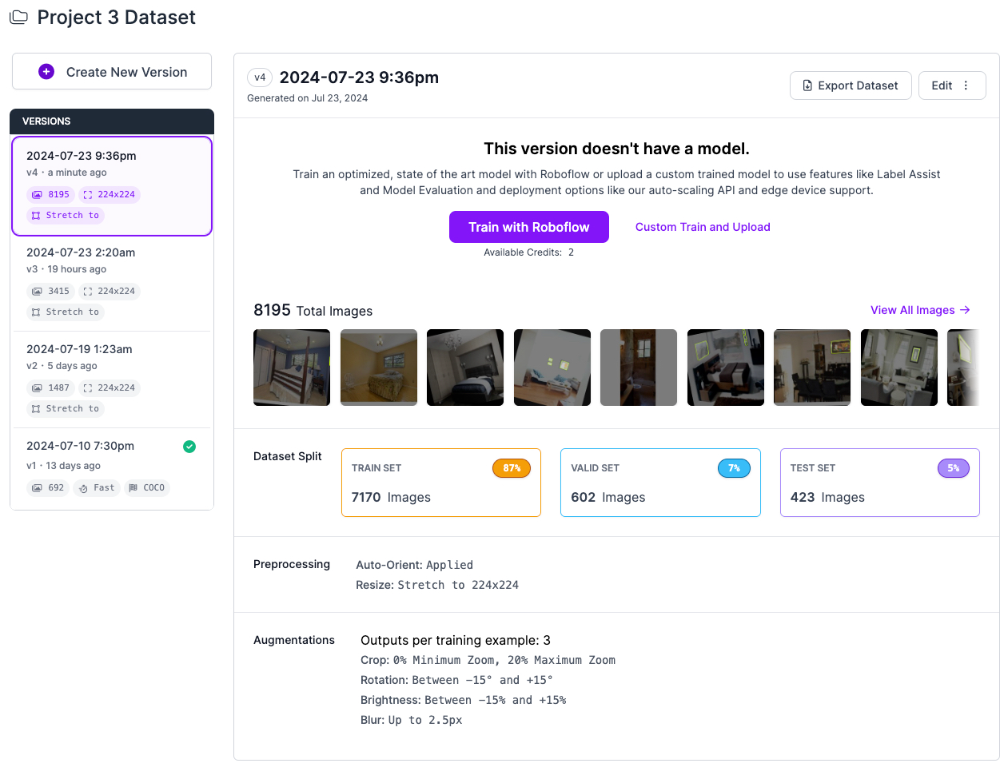 Project 3 Dataset
Create New Version
VERSIONS
2024-07-23 9:36pm
v4 · a minute ago
8195 224x224
Stretch to
2024-07-23 2:20am
v3 · 19 hours ago
3415 224x224
Stretch to
2024-07-19 1:23am
v2 · 5 days ago
1487 224x224
Stretch to
2024-07-10 7:30pm
v1 · 13 days ago
692 Fast COCO
v4 2024-07-23 9:36pm
Generated on Jul 23, 2024
Export Dataset
Edit
This version doesn't have a model.
Train an optimized, state of the art model with Roboflow or upload a custom trained model to use features like Label Assist
and Model Evaluation and deployment options like our auto-scaling API and edge device support.
Train with Roboflow
Custom Train and Upload
Available Credits: 2
8195 Total Images
View All Images →
Dataset Split
TRAIN SET 87%
7170 Images
VALID SET 7%
602 Images
TEST SET 5%
423 Images
Preprocessing
Auto-Orient: Applied
Resize: Stretch to 224x224
Augmentations
Outputs per training example: 3
Crop: 0% Minimum Zoom, 20% Maximum Zoom
Rotation: Between -15° and +15°
Brightness: Between -15% and +15%
Blur: Up to 2.5px